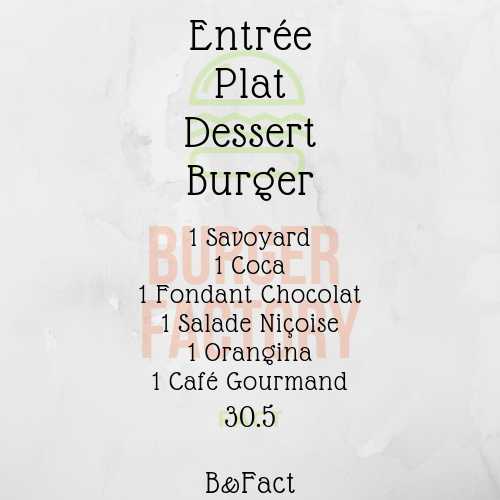 Entrée
Plat
Dessert
Burger
1 Savoyard
BURGER
1 Coca
1 Fondant Chocolat
1 Salade Niçoise
FACTORY
1 Orangina
1 Café Gourmand
30.5
B&Fact